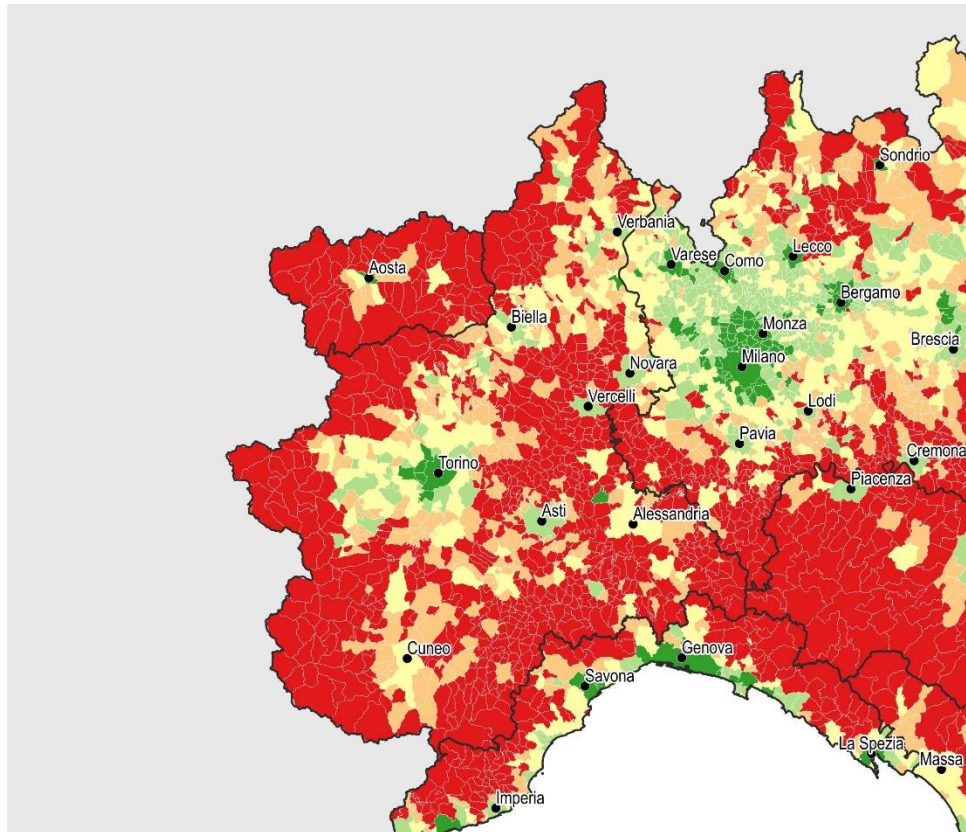 Sondrio
Verbania
Lecco
Varese
Como
Aosta
Bergamo
Biella
Monza
Brescia
Milano
Novara
Vercelli
Lodi
Pavia
Cremona
Torino
Piacenza
Asti
Alessandria
Cuneo
Genova
Savona
La Spezia
Massa
Imperia